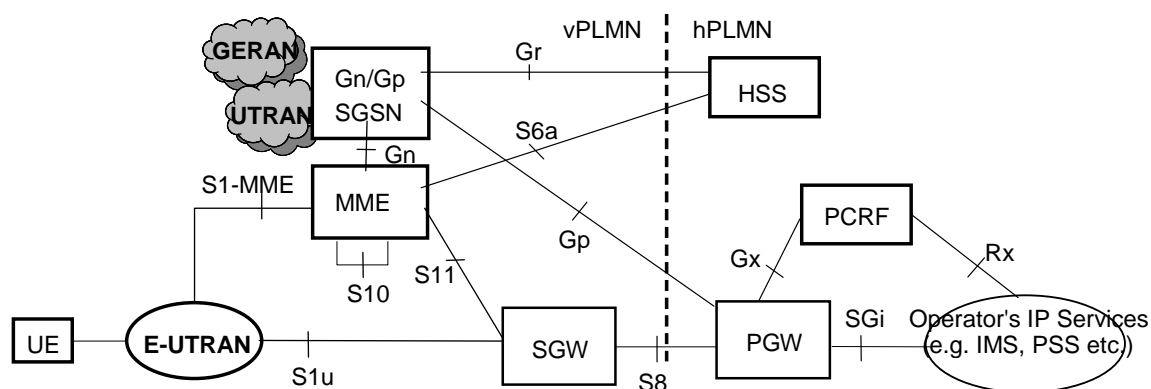 vPLMN
hPLMN
GERAN
UTRAN
Gn/Gp
SGSN
Gr
HSS
S6a
Gn
S1-MME
MME
S10
S11
Gp
PCRF
Gx
Rx
UE
E-UTRAN
S1u
SGW
S8
PGW
SGi
Operator's IP Services
e.g. IMS, PSS etc.)